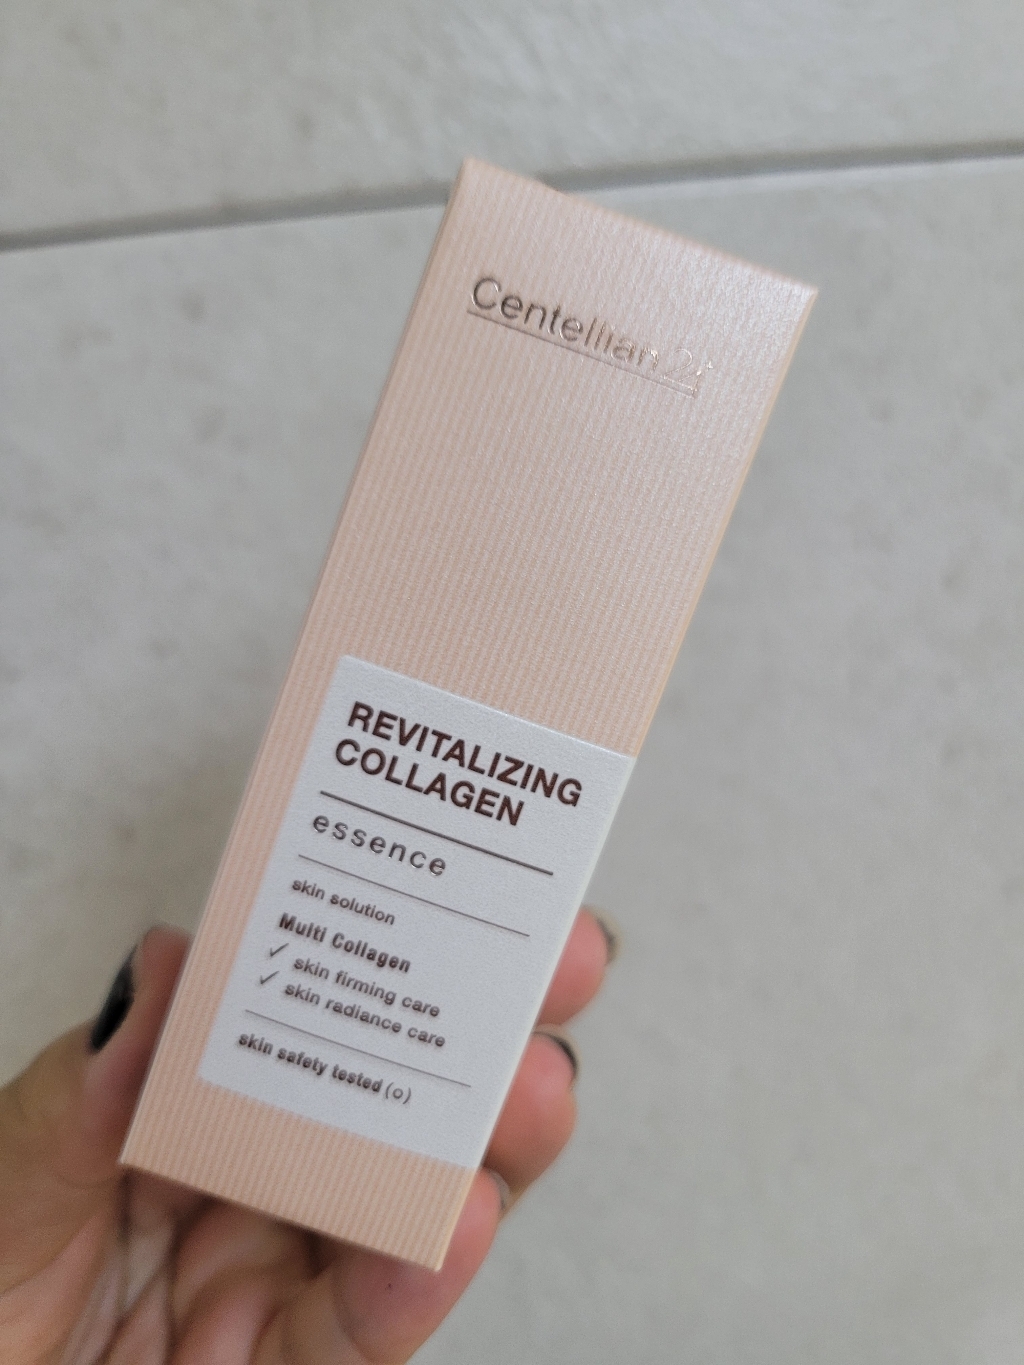 Centellian 24
REVITALIZING
COLLAGEN
essence
skin solution
Multi Collagen
✓ skin firming care
✓ skin radiance care
skin safety tested (o)